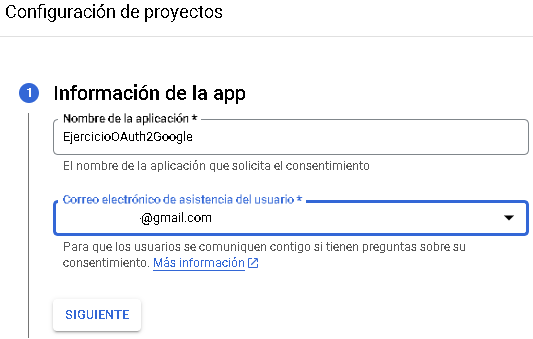 Configuración de proyectos
1 Información de la app
Nombre de la aplicación *
EjercicioOAuth2Google
El nombre de la aplicación que solicita el consentimiento
Correo electrónico de asistencia del usuario *
@gmail.com
Para que los usuarios se comuniquen contigo si tienen preguntas sobre su
consentimiento. Más información
SIGUIENTE